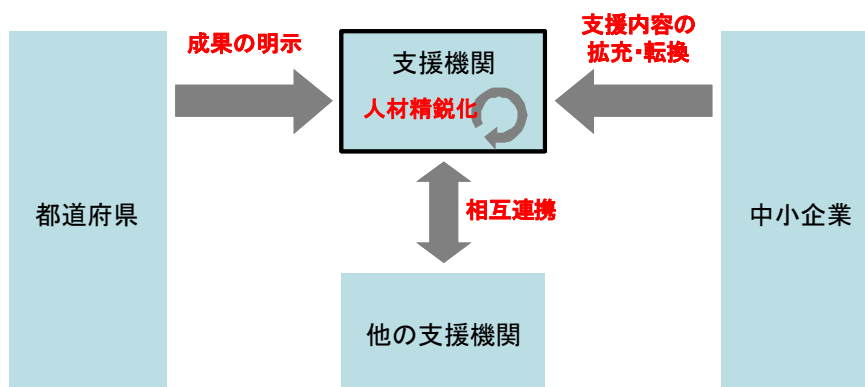 成果の明示
支援内容の
拡充・転換
支援機関
人材精鋭化
都道府県
相互連携
中小企業
他の支援機関